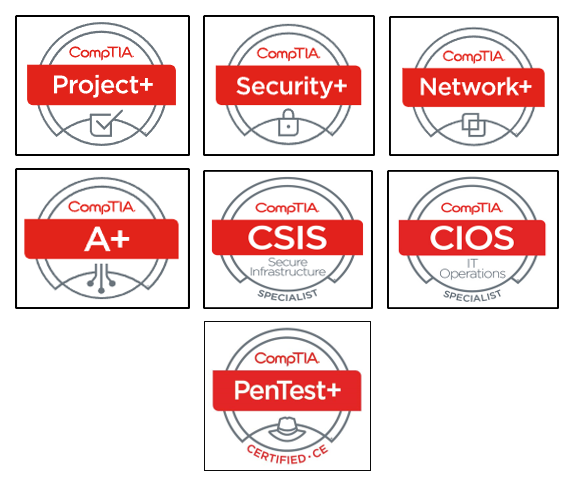 CompTIA.
Project+
CompTIA.
Security+
CompTIA.
Network+
CompTIA.
A+
CompTIA.
CSIS
Secure
Infrastructure
SPECIALIST
CompTIA.
CIOS
IT
Operations
SPECIALIST
CompTIA.
PenTest+
CERTIFIED · CE